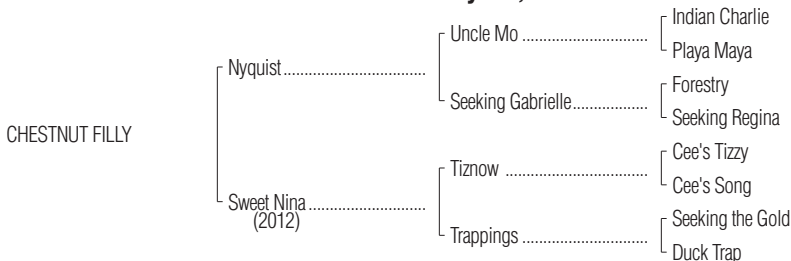 Indian Charlie
Uncle Mo ..............................
Playa Maya
Nyquist..................................
Forestry
Seeking Gabrielle..................
Seeking Regina
CHESTNUT FILLY
Cee's Tizzy
Tiznow ..................................
Cee's Song
Sweet Nina............................
(2012)
Seeking the Gold
Trappings ..............................
Duck Trap